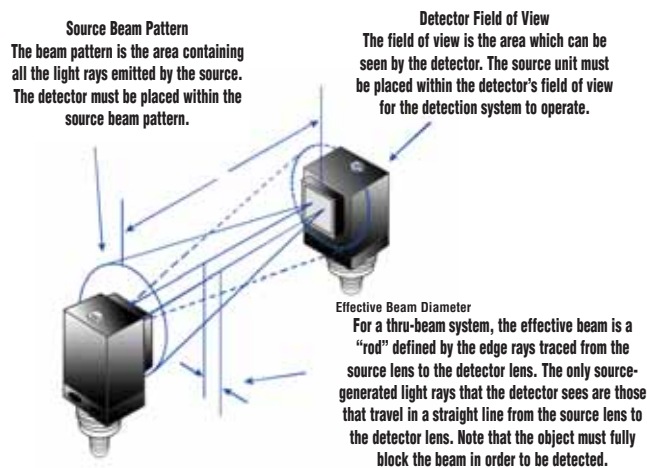 Source Beam Pattern
The beam pattern is the area containing
all the light rays emitted by the source.
The detector must be placed within the
source beam pattern.
Detector Field of View
The field of view is the area which can be
seen by the detector. The source unit must
be placed within the detector’s field of view
for the detection system to operate.
Effective Beam Diameter
For a thru-beam system, the effective beam is a
“rod” defined by the edge rays traced from the
source lens to the detector lens. The only source-
generated light rays that the detector sees are those
that travel in a straight line from the source lens to
the detector lens. Note that the object must fully
block the beam in order to be detected.